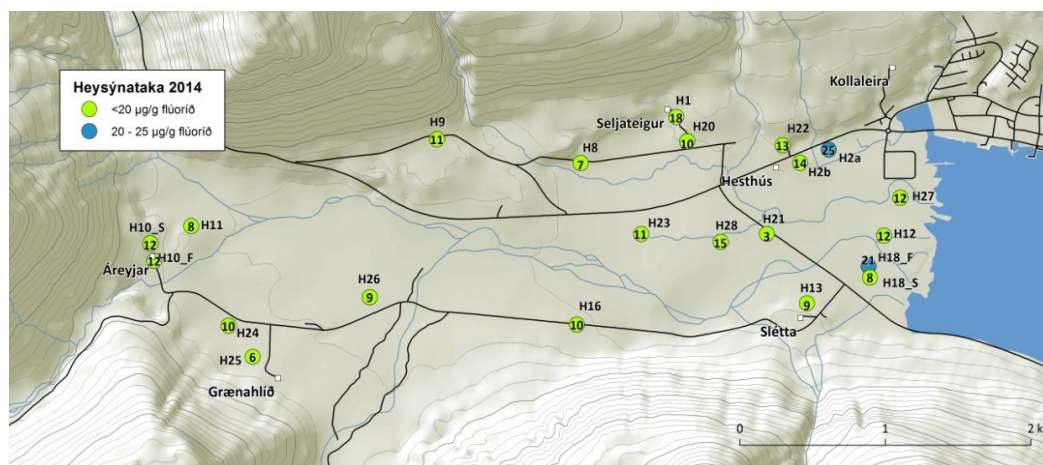 Heysýnataka 2014
<20 µg/g flúoríð
20 - 25 µg/g flúoríð
Kollaleira
H1
18
Seljateigur
H20
10
H9
11
H8
7
H22
13
14
H2b
25
H2a
Hesthús
12
H27
H10_S
12
8
H11
H10_F
12
Áreyjar
H23
11
H28
15
H21
3
12
H12
21
H18_F
8
H18_S
H26
9
H16
10
H13
9
Slétta
10
H24
H25
6
Grænahlíð
0
1
2 k